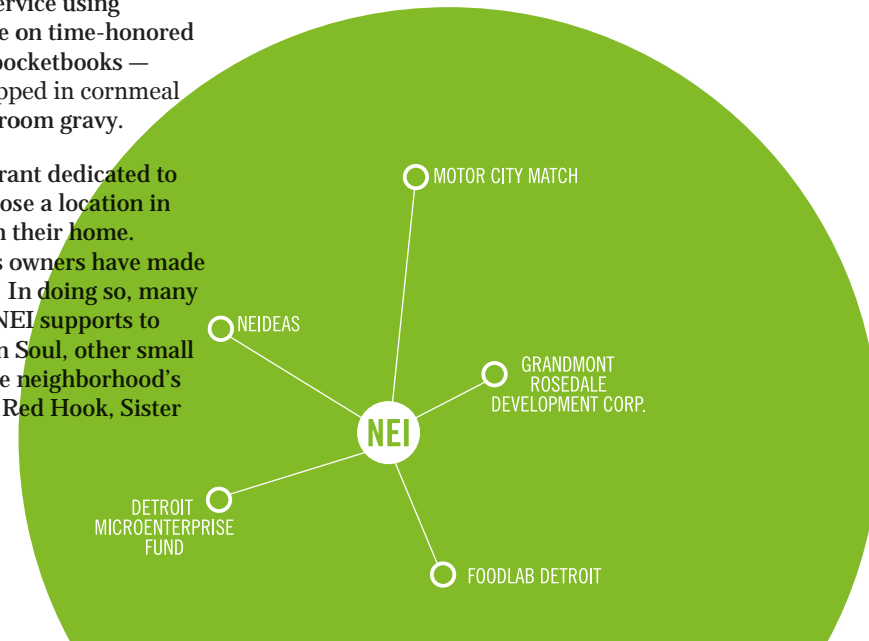 ervice using
e on time-honored
pocketbooks —
pped in cornmeal
room gravy.
rant dedicated to
ose a location in
n their home.
s owners have made
In doing so, many
NEI supports to
n Soul, other small
e neighborhood's
Red Hook, Sister
MOTOR CITY MATCH
NEIDEAS
GRANDMONT
ROSEDALE
DEVELOPMENT CORP.
NEI
DETROIT
MICROENTERPRISE
FUND
FOODLAB DETROIT